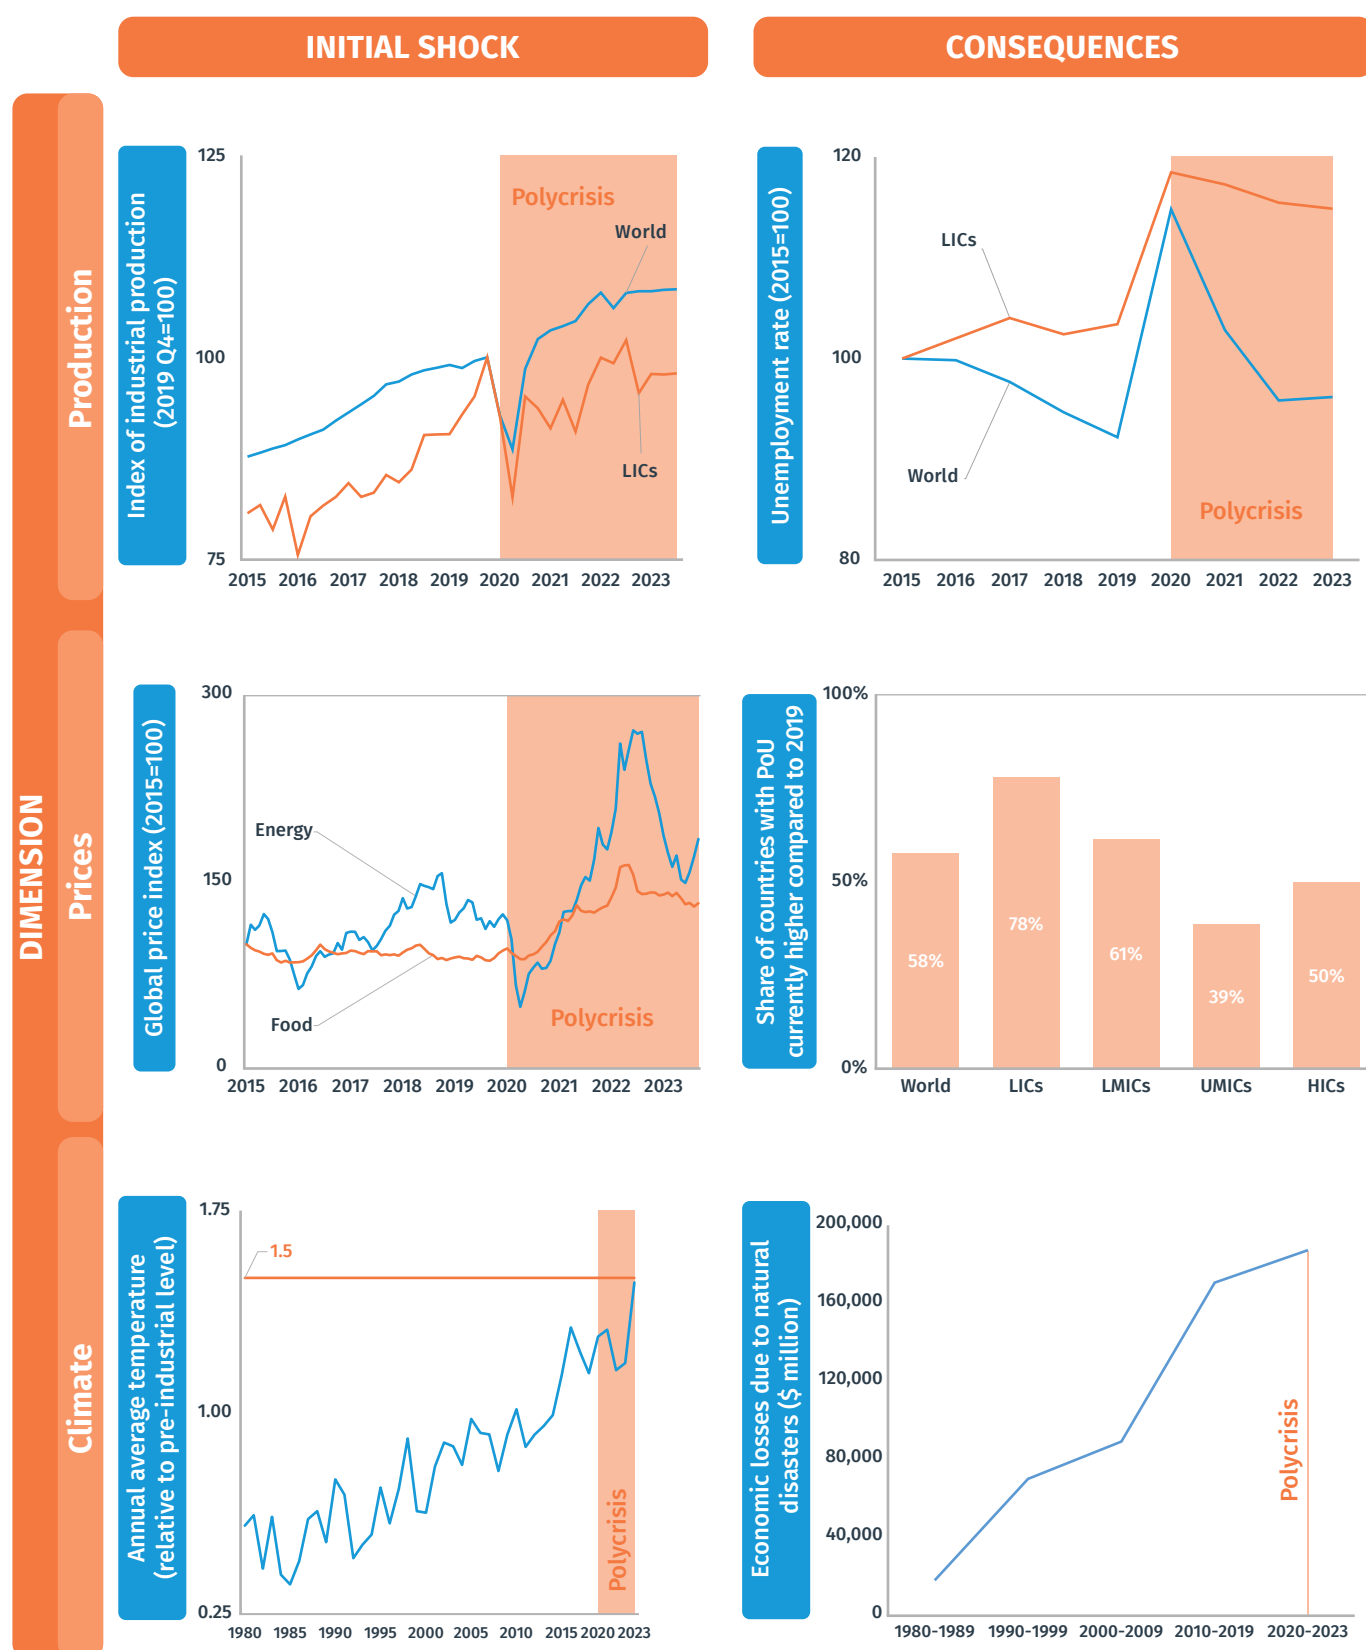 INITIAL SHOCK
CONSEQUENCES
DIMENSION
Production
Index of industrial production
(2019 Q4=100)
125
100
75
Polycrisis
World
LICs
2015 2016 2017 2018 2019 2020 2021 2022 2023
Unemployment rate (2015=100)
120
100
80
LICs
World
Polycrisis
2015 2016 2017 2018 2019 2020 2021 2022 2023
Prices
Global price index (2015=100)
300
150
0
Energy
Food
Polycrisis
2015 2016 2017 2018 2019 2020 2021 2022 2023
Share of countries with PoU
currently higher compared to 2019
100%
50%
0%
58%
78%
61%
39%
50%
World LICs LMICs UMICs HICs
Climate
Annual average temperature
(relative to pre-industrial level)
1.75
1.00
0.25
1.5
Polycrisis
1980 1985 1990 1995 2000 2005 2010 2015 2020 2023
Economic losses due to natural
disasters ($ million)
200,000
160,000
120,000
80,000
40,000
0
Polycrisis
1980-1989 1990-1999 2000-2009 2010-2019 2020-2023